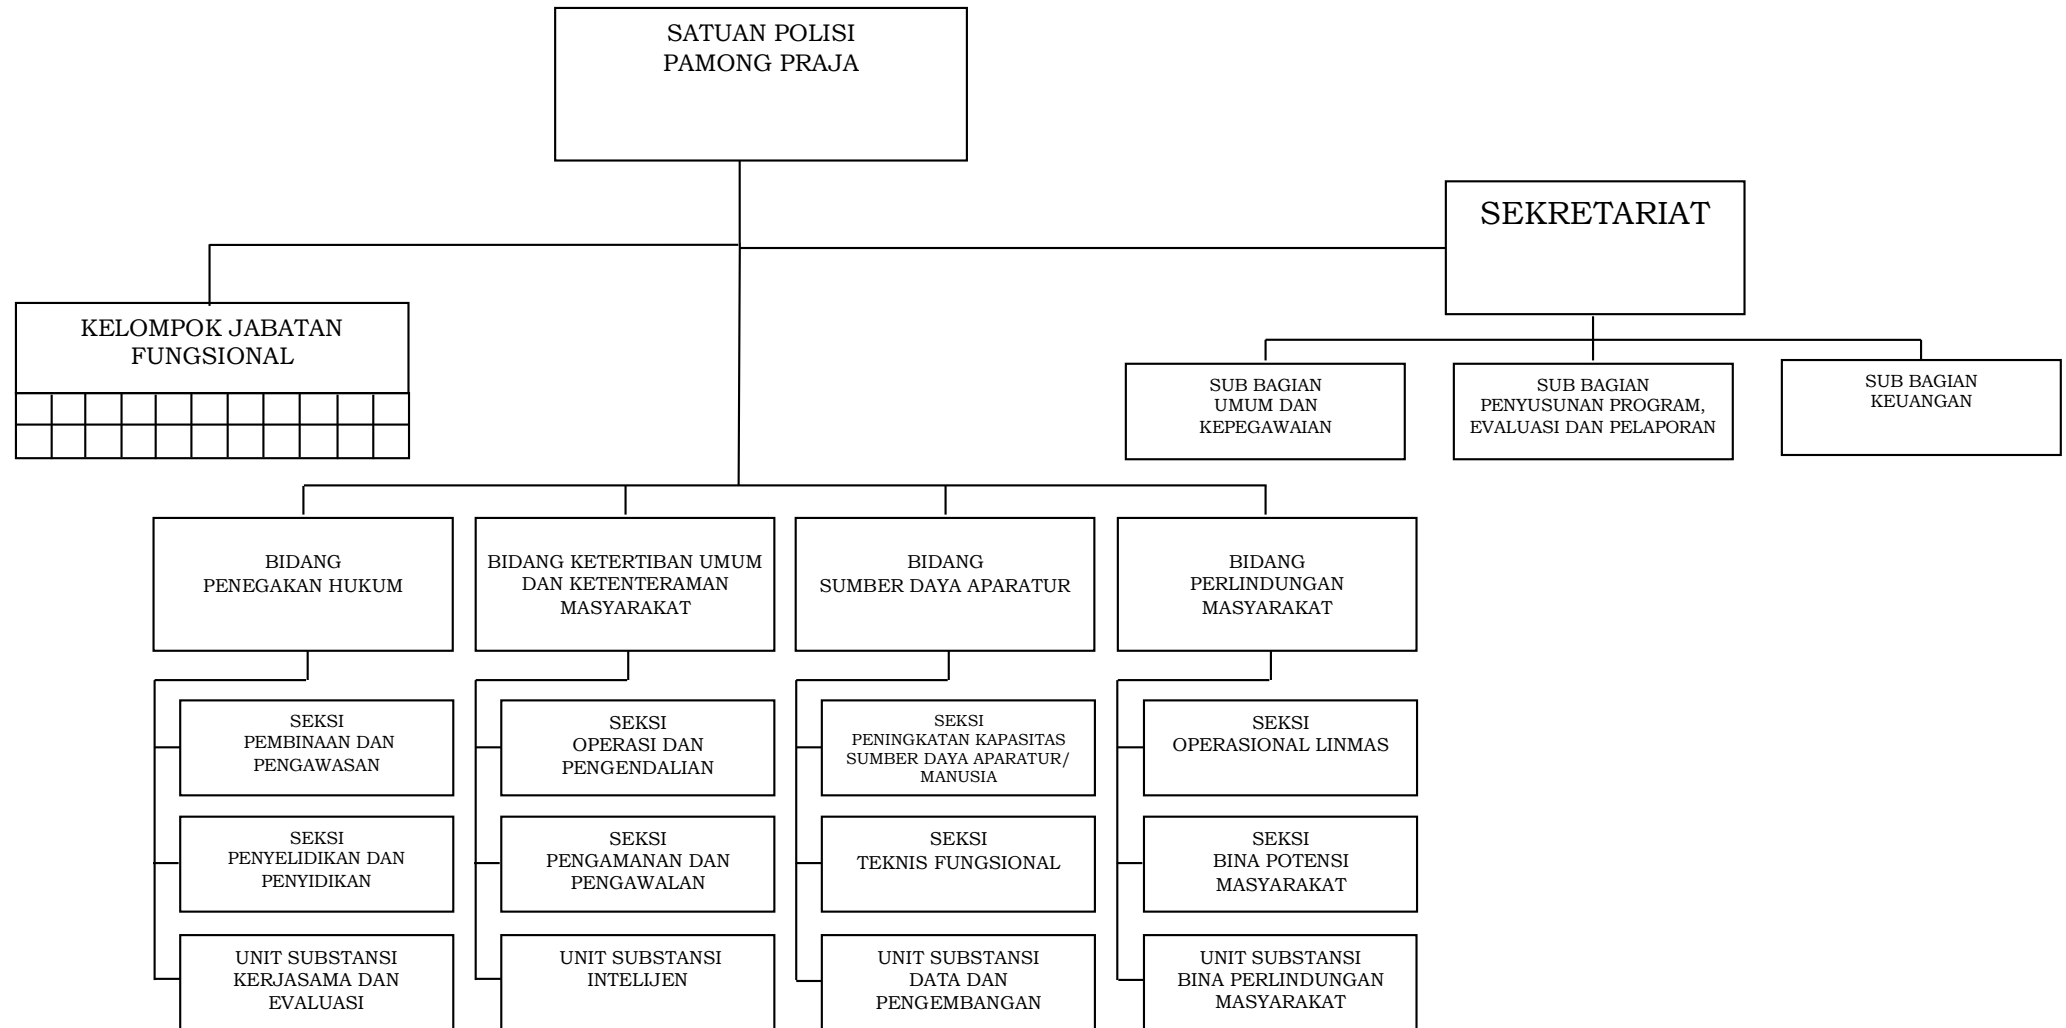 SATUAN POLISI
PAMONG PRAJA
SEKRETARIAT
KELOMPOK JABATAN
FUNGSIONAL
SUB BAGIAN
UMUM DAN
KEPEGAWAIAN
SUB BAGIAN
PENYUSUNAN PROGRAM,
EVALUASI DAN PELAPORAN
SUB BAGIAN
KEUANGAN
BIDANG
PENEGAKAN HUKUM
BIDANG KETERTIBAN UMUM
DAN KETENTERAMAN
MASYARAKAT
BIDANG
SUMBER DAYA APARATUR
BIDANG
PERLINDUNGAN
MASYARAKAT
SEKSI
PEMBINAAN DAN
PENGAWASAN
SEKSI
OPERASI DAN
PENGENDALIAN
SEKSI
PENINGKATAN KAPASITAS
SUMBER DAYA APARATUR/
MANUSIA
SEKSI
OPERASIONAL LINMAS
SEKSI
PENYELIDIKAN DAN
PENYIDIKAN
SEKSI
PENGAMANAN DAN
PENGAWALAN
SEKSI
TEKNIS FUNGSIONAL
SEKSI
BINA POTENSI
MASYARAKAT
UNIT SUBSTANSI
KERJASAMA DAN
EVALUASI
UNIT SUBSTANSI
INTELIJEN
UNIT SUBSTANSI
DATA DAN
PENGEMBANGAN
UNIT SUBSTANSI
BINA PERLINDUNGAN
MASYARAKAT